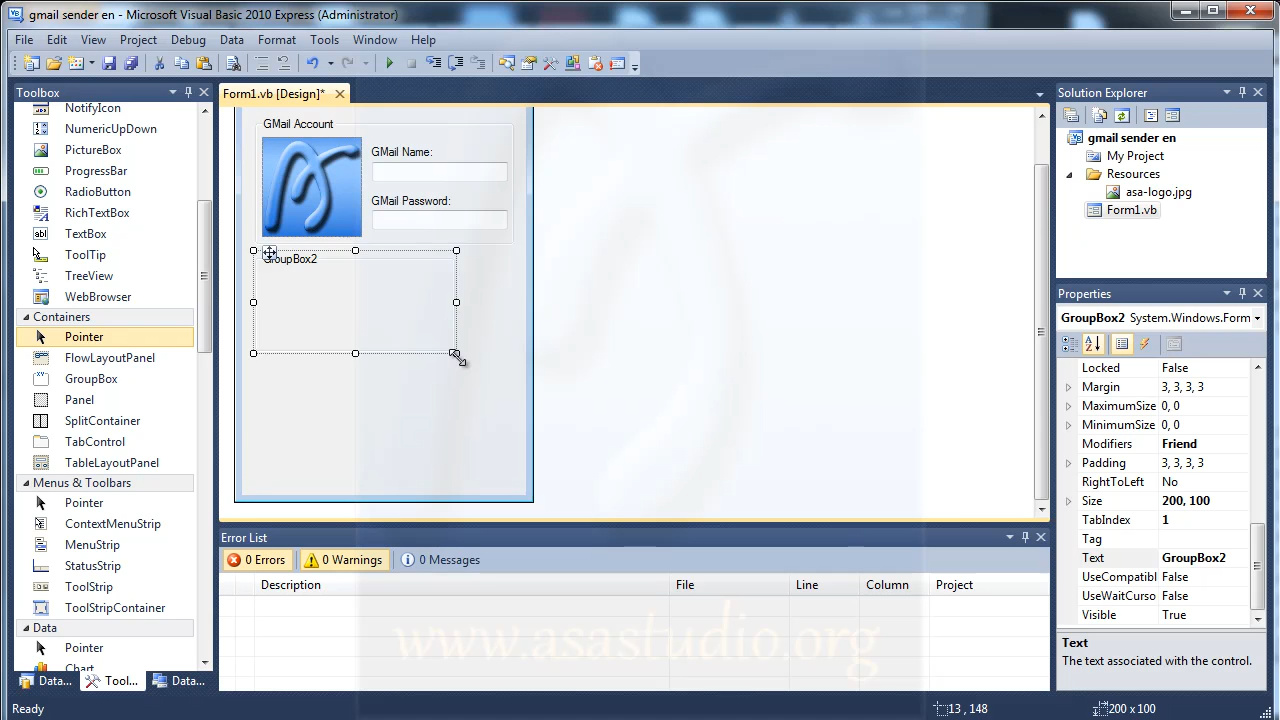 gmail sender en - Microsoft Visual Basic 2010 Express (Administrator)
File Edit View Project Debug Data Format Tools Window Help
Toolbox
NotifyIcon
NumericUpDown
PictureBox
ProgressBar
RadioButton
RichTextBox
TextBox
ToolTip
TreeView
WebBrowser
Containers
Pointer
FlowLayoutPanel
GroupBox
Panel
SplitContainer
TabControl
TableLayoutPanel
Menus & Toolbars
Pointer
ContextMenuStrip
MenuStrip
StatusStrip
ToolStrip
ToolStripContainer
Data
Pointer
Chart
Data... Tool... Data...
Form1.vb [Design]*
GMail Account
GMail Name:
GMail Password:
GroupBox2
Error List
0 Errors 0 Warnings 0 Messages
Description File Line Column Project
www.asastudio.org
Solution Explorer
gmail sender en
My Project
Resources
asa-logo.jpg
Form1.vb
Properties
GroupBox2 System.Windows.Form
Locked False
Margin 3, 3, 3, 3
MaximumSize 0, 0
MinimumSize 0, 0
Modifiers Friend
Padding 3, 3, 3, 3
RightToLeft No
Size 200, 100
TabIndex 1
Tag
Text GroupBox2
UseCompatibl False
UseWaitCurso False
Visible True
Text
The text associated with the control.
Ready 13 , 148 200 x 100